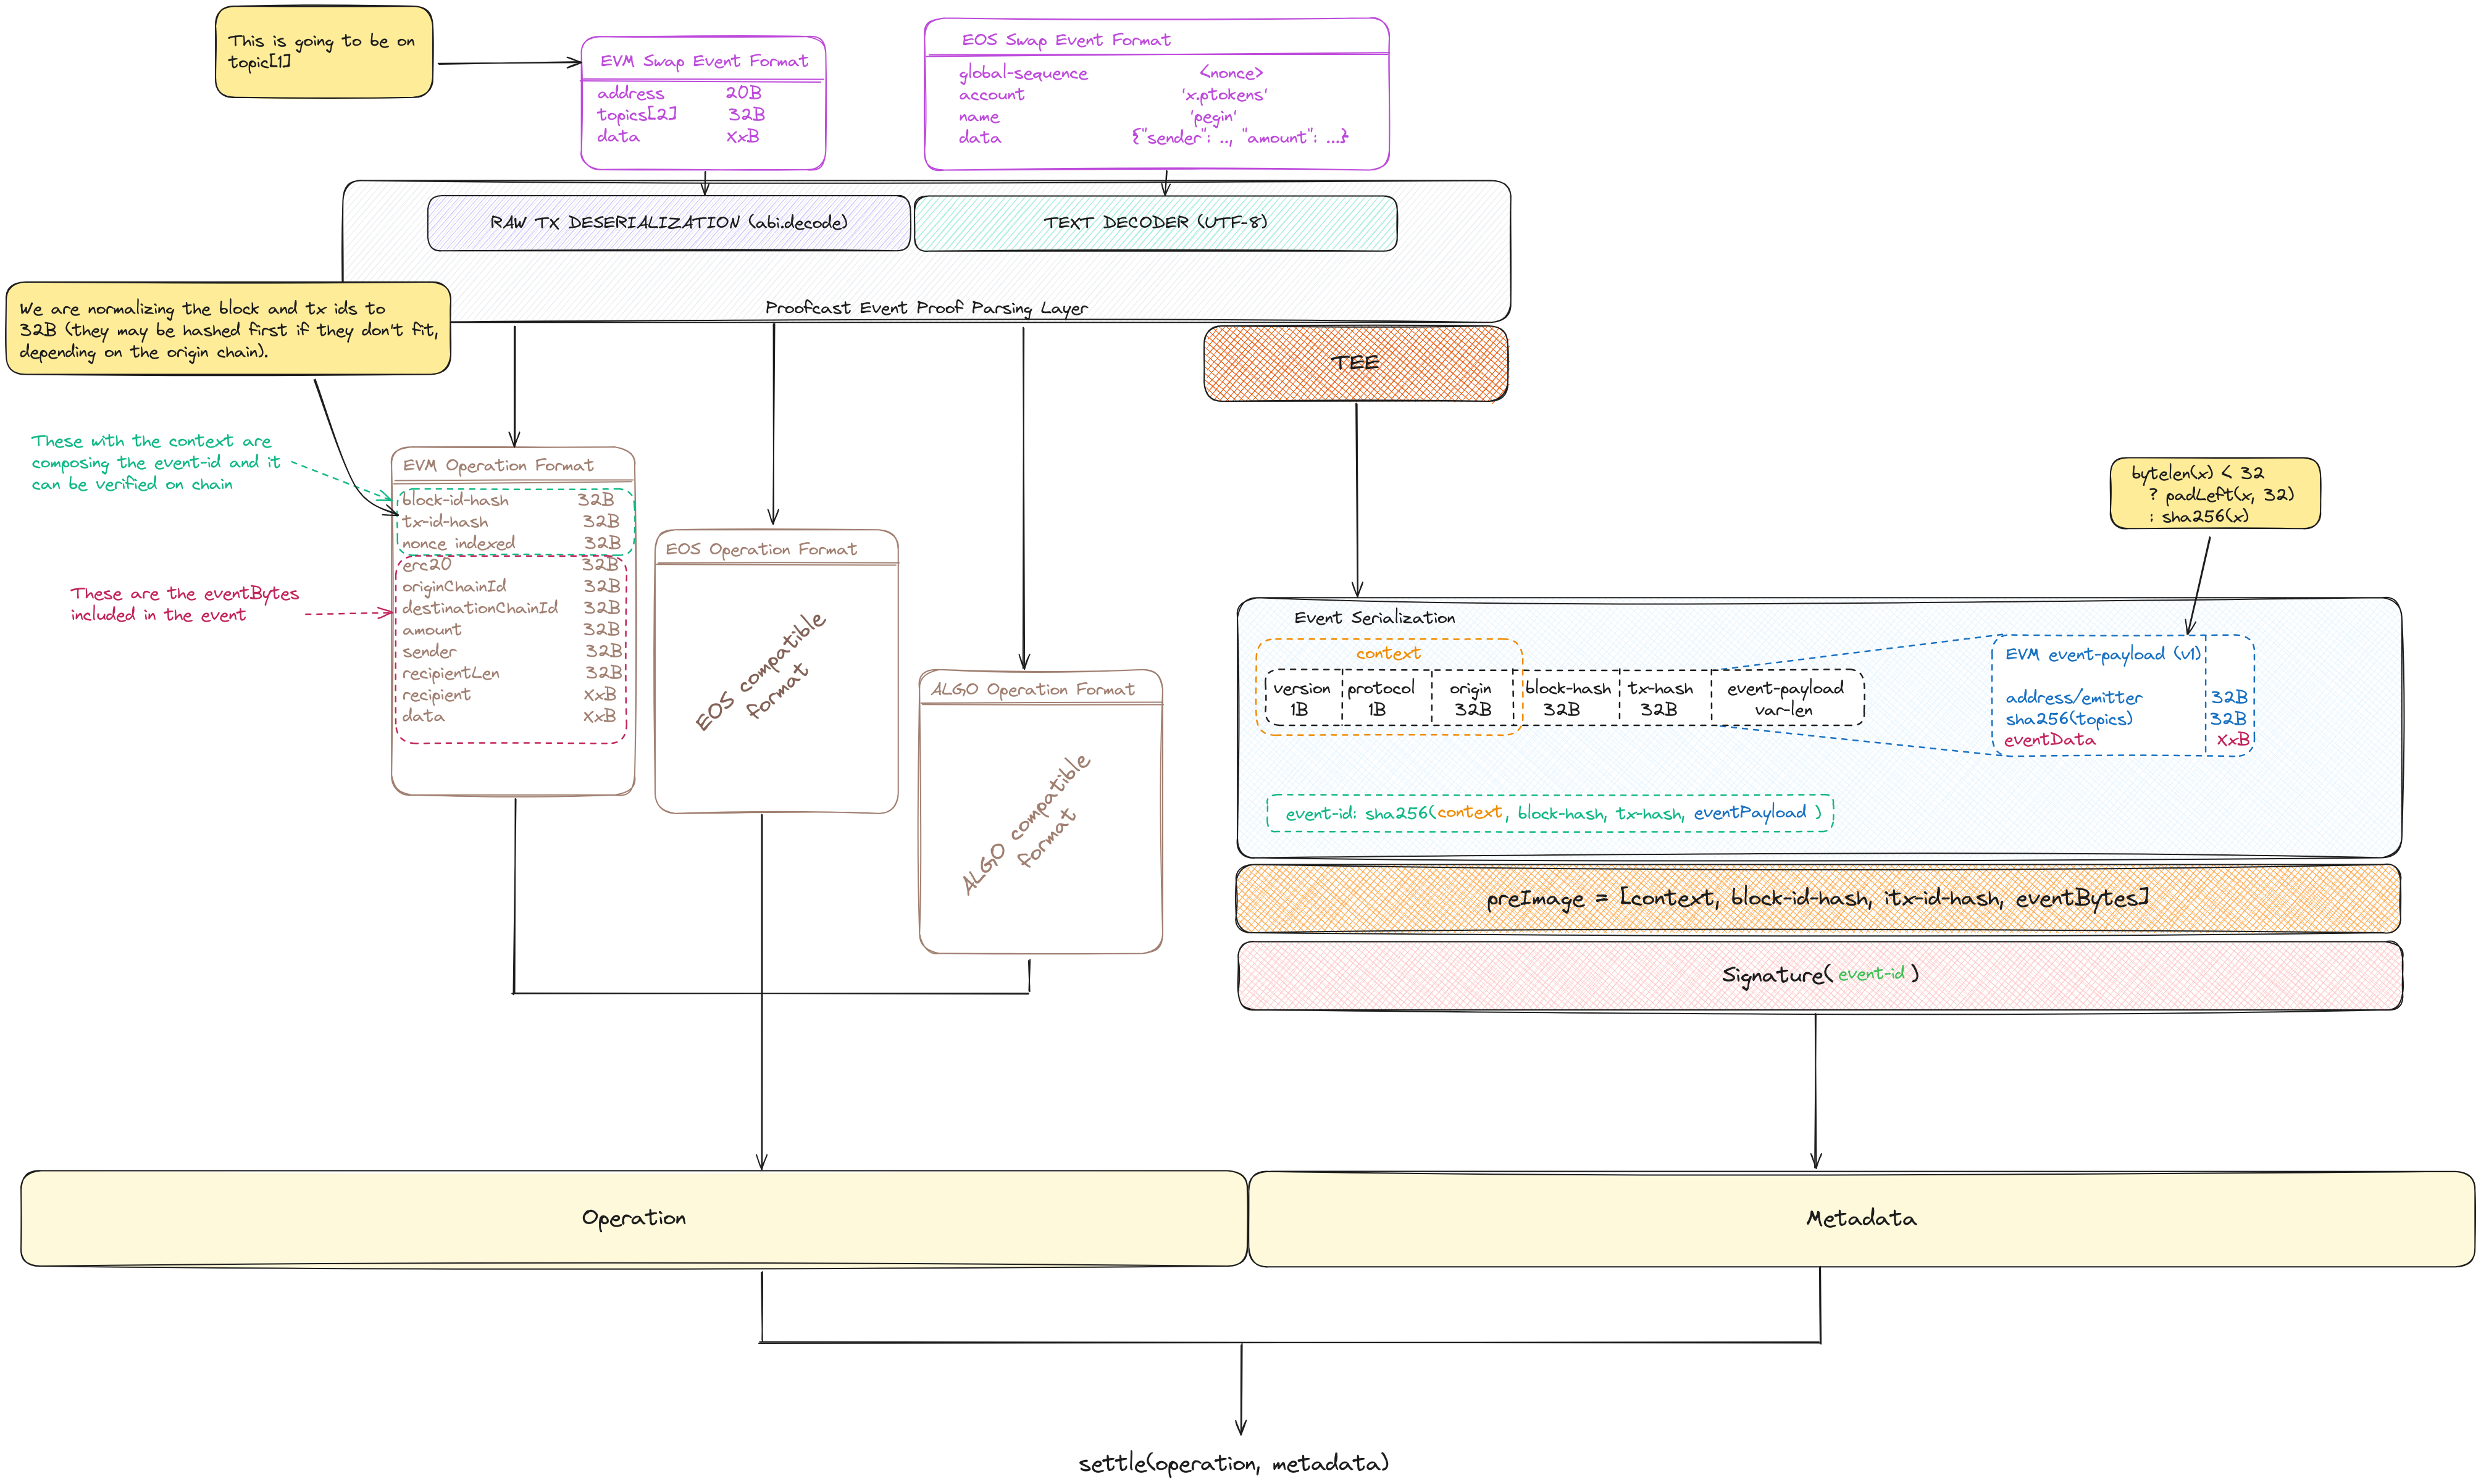 This is going to be on
topic[1]
EVM Swap Event Format
address 20B
topics[2] 32B
data XxB
EOS Swap Event Format
global-sequence <nonce>
account 'x.ptokens'
name 'pegin'
data {"sender": .., "amount": ...}
RAW TX DESERIALIZATION (abi.decode)
TEXT DECODER (UTF-8)
Proofcast Event Proof Parsing Layer
We are normalizing the block and tx ids to
32B (they may be hashed first if they don't fit,
depending on the origin chain).
TEE
These with the context are
composing the event-id and it
can be verified on chain
These are the eventBytes
included in the event
EVM Operation Format
block-id-hash 32B
tx-id-hash 32B
nonce indexed 32B
erc20 32B
originChainId 32B
destinationChainId 32B
amount 32B
sender 32B
recipientLen 32B
recipient XxB
data XxB
EOS Operation Format
EOS compatible
format
ALGO Operation Format
ALGO compatible
format
bytelen(x) < 32
? padLeft(x, 32)
: sha256(x)
Event Serialization
context
version protocol origin block-hash tx-hash event-payload
1B 1B 32B 32B 32B var-len
EVM event-payload (v1)
address/emitter 32B
sha256(topics) 32B
eventData XxB
event-id: sha256(context, block-hash, tx-hash, eventPayload )
preImage = [context, block-id-hash, itx-id-hash, eventBytes]
Signature( event-id )
Operation
Metadata
settle(operation, metadata)